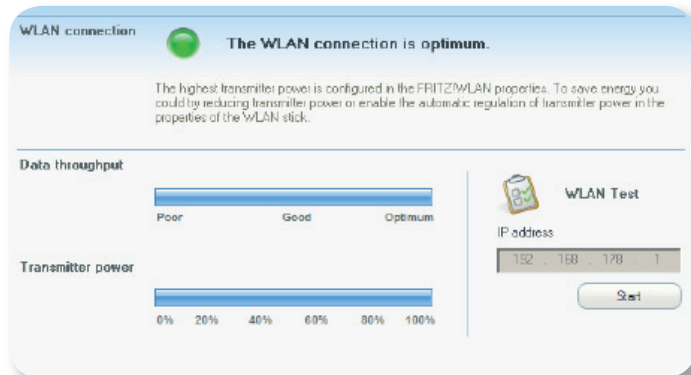 WLAN connection
The WLAN connection is optimum.
The highest transmitter power is configured in the FRITZ!WLAN properties. To save energy you
could by reducing transmitter power or enable the automatic regulation of transmitter power in the
properties of the WLAN stick.
Data throughput
Poor Good Optimum
Transmitter power
0% 20% 40% 60% 80% 100%
WLAN Test
IP address
192 . 168 . 178 . 1
Start